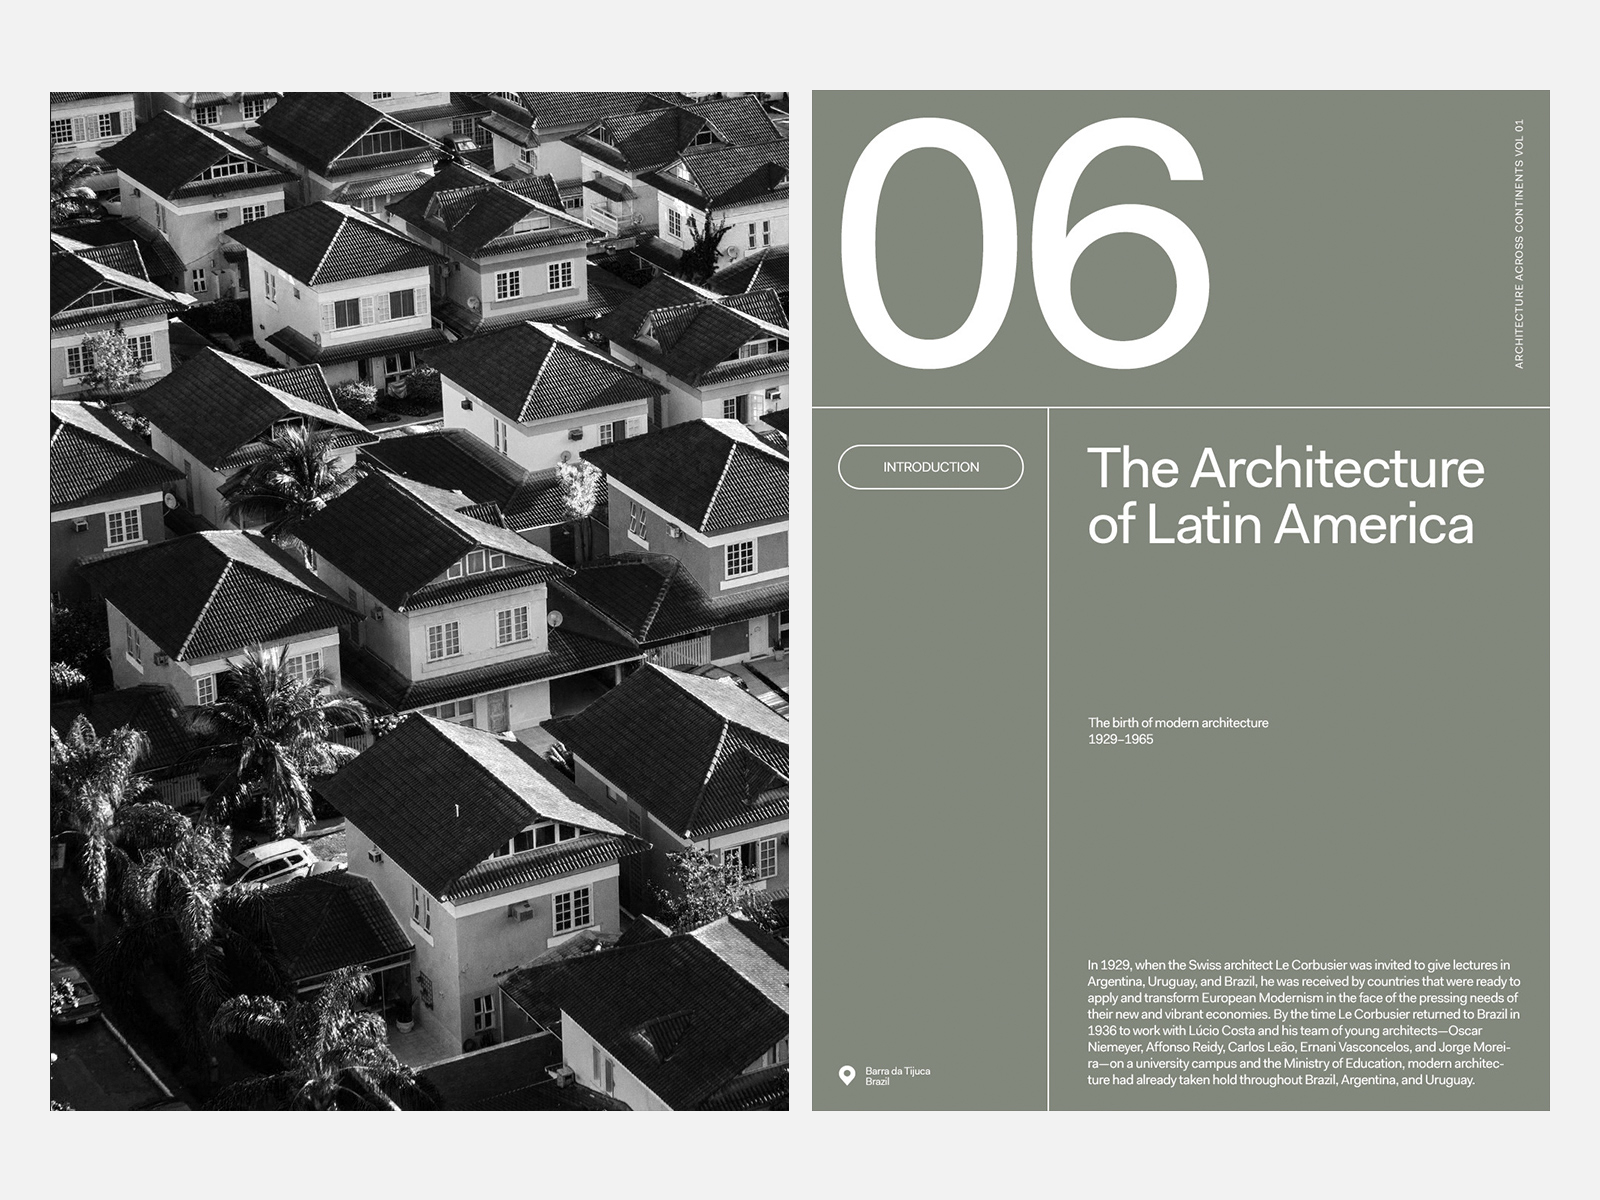 06
ARCHITECTURE ACROSS CONTINENTS VOL 01
INTRODUCTION
The Architecture
of Latin America
The birth of modern architecture
1929–1965
In 1929, when the Swiss architect Le Corbusier was invited to give lectures in
Argentina, Uruguay, and Brazil, he was received by countries that were ready to
apply and transform European Modernism in the face of the pressing needs of
their new and vibrant economies. By the time Le Corbusier returned to Brazil in
1936 to work with Lúcio Costa and his team of young architects—Oscar
Niemeyer, Affonso Reidy, Carlos Leão, Ernani Vasconcelos, and Jorge Morei-
ra—on a university campus and the Ministry of Education, modern architec-
ture had already taken hold throughout Brazil, Argentina, and Uruguay.
Barra da Tijuca
Brazil